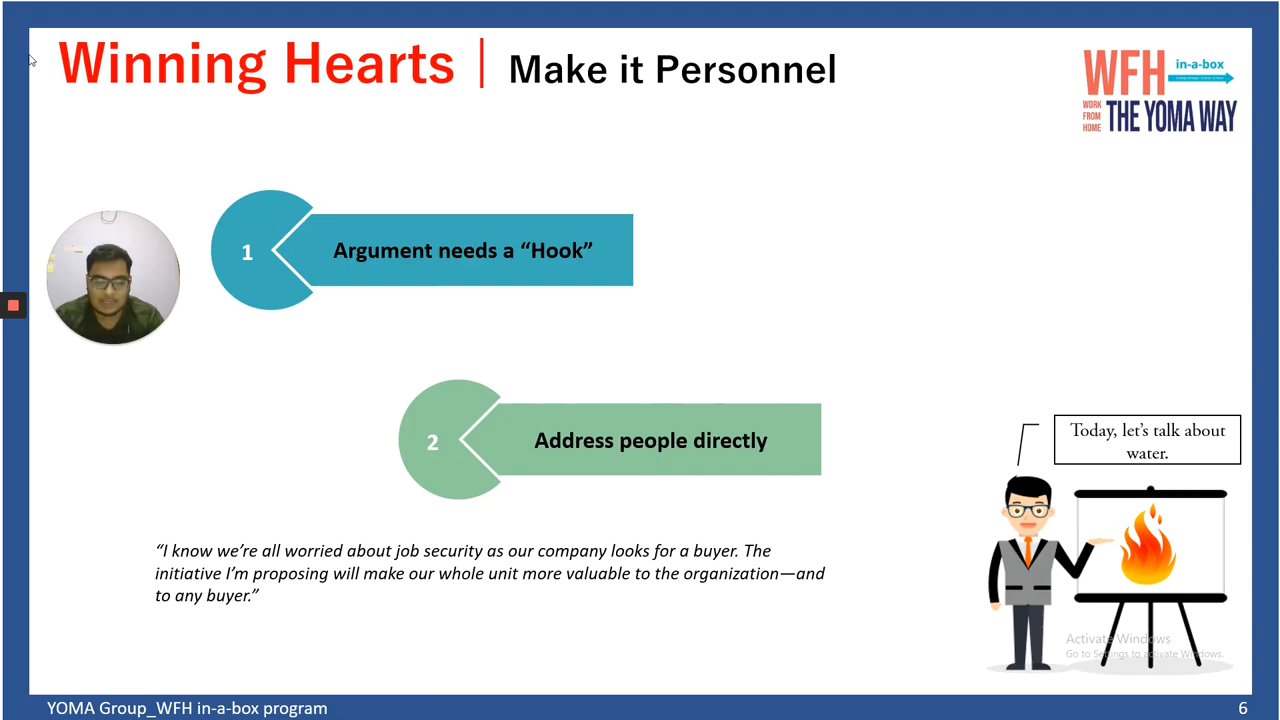 Winning Hearts
Make it Personnel
WFH
in-a-box
WORK
FROM
HOME
THE YOMA WAY
1
Argument needs a “Hook”
2
Address people directly
Today, let’s talk about
water.
“I know we’re all worried about job security as our company looks for a buyer. The
initiative I’m proposing will make our whole unit more valuable to the organization—and
to any buyer.”
Activate Windows
Go to Settings to activate Windows.
YOMA Group_WFH in-a-box program
6